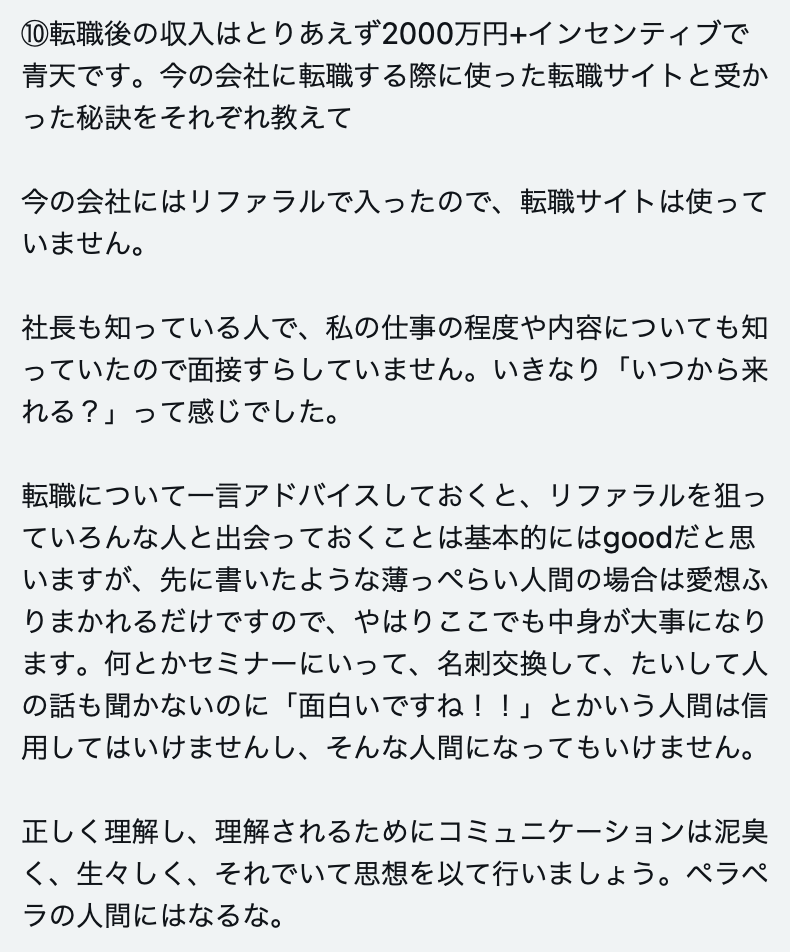 ⑩転職後の収入はとりあえず2000万円+インセンティブで
青天です。今の会社に転職する際に使った転職サイトと受か
った秘訣をそれぞれ教えて
今の会社にはリファラルで入ったので、転職サイトは使って
いません。
社長も知っている人で、私の仕事の程度や内容についても知
っていたので面接すらしていません。いきなり「いつから来
れる？」って感じでした。
転職について一言アドバイスしておくと、リファラルを狙っ
ていろんな人と出会っておくことは基本的にはgoodだと思
いますが、先に書いたような薄っぺらい人間の場合は愛想ふ
りまかれるだけですので、やはりここでも中身が大事になり
ます。何とかセミナーにいって、名刺交換して、たいして人
の話も聞かないのに「面白いですね！！」とかいう人間は信
用してはいけませんし、そんな人間になってもいけません。
正しく理解し、理解されるためにコミュニケーションは泥臭
く、生々しく、それでいて思想を以て行いましょう。ペラペ
ラの人間にはなるな。